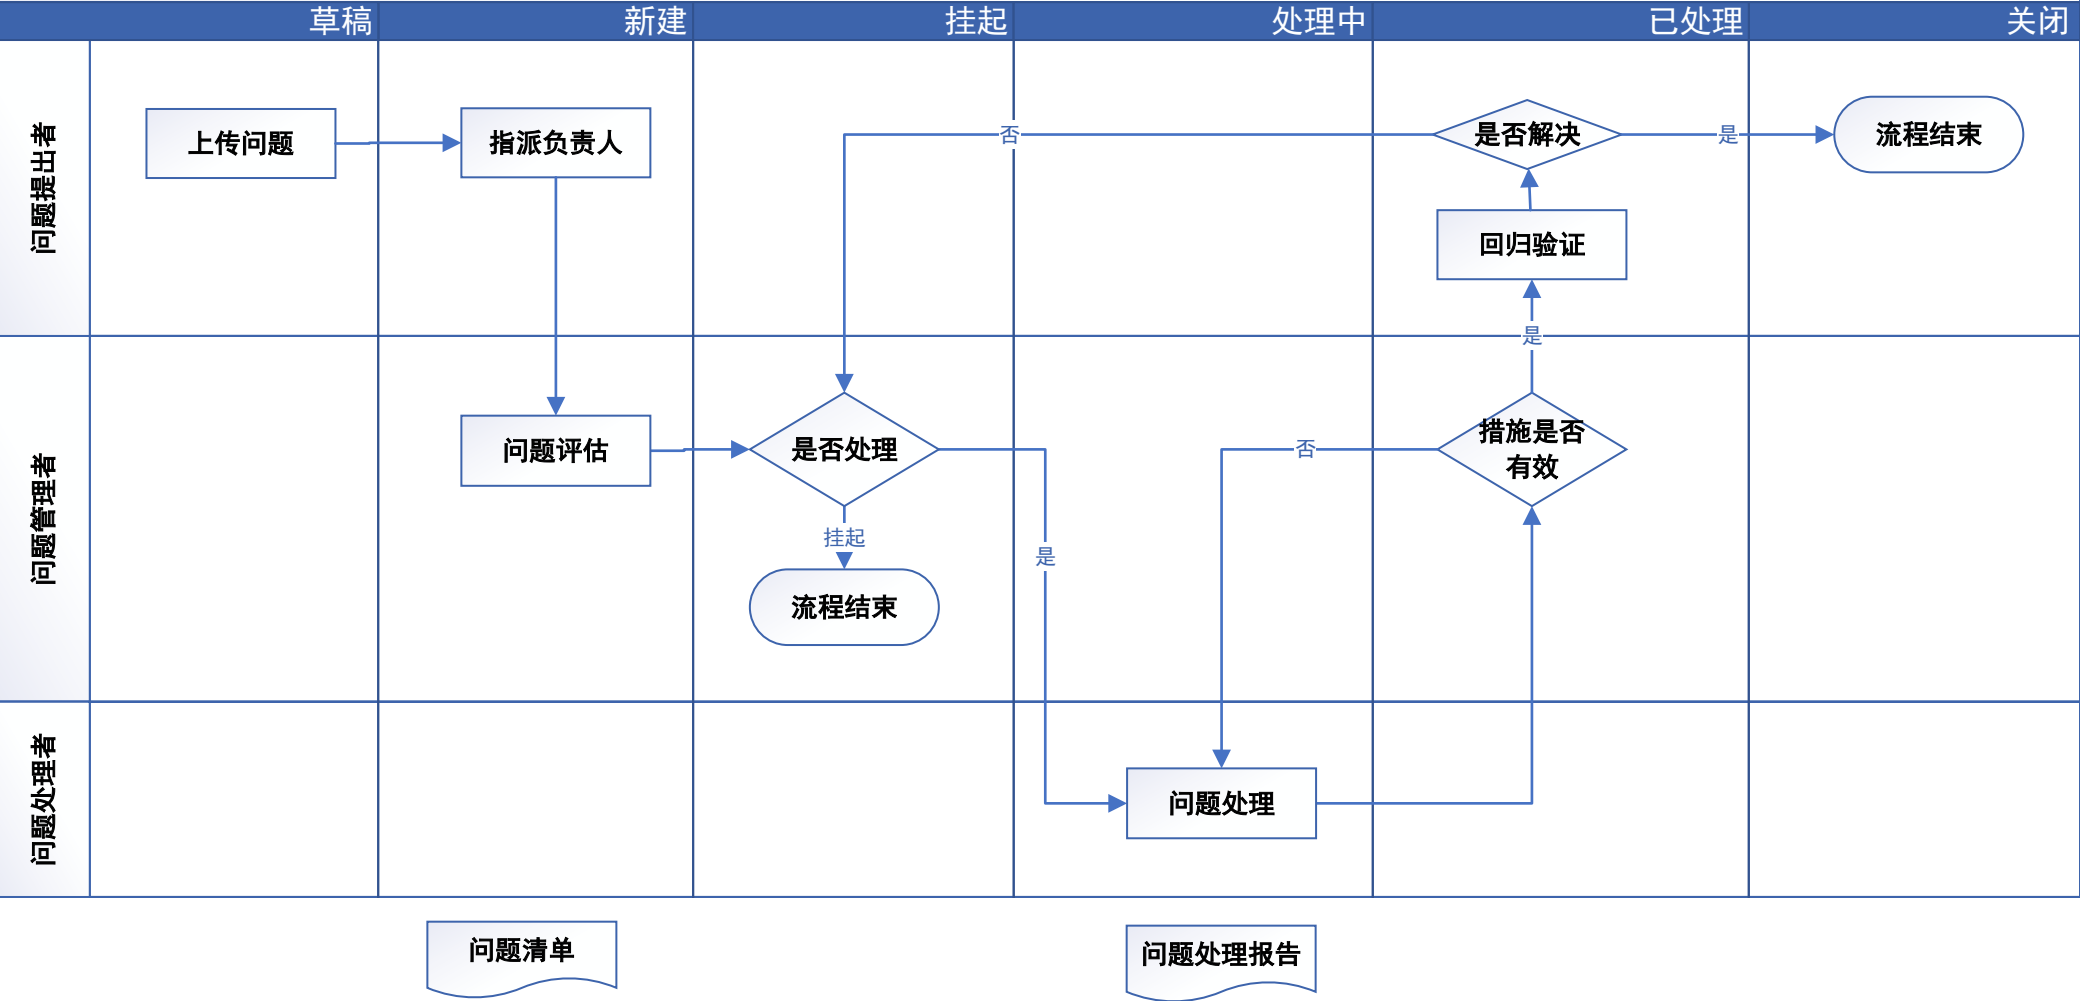 草稿
新建
挂起
处理中
已处理
关闭
问题提出者
上传问题
指派负责人
否
是否解决
是
流程结束
回归验证
是
问题管理者
问题评估
是否处理
否
措施是否
有效
挂起
是
流程结束
问题处理者
问题处理
问题清单
问题处理报告